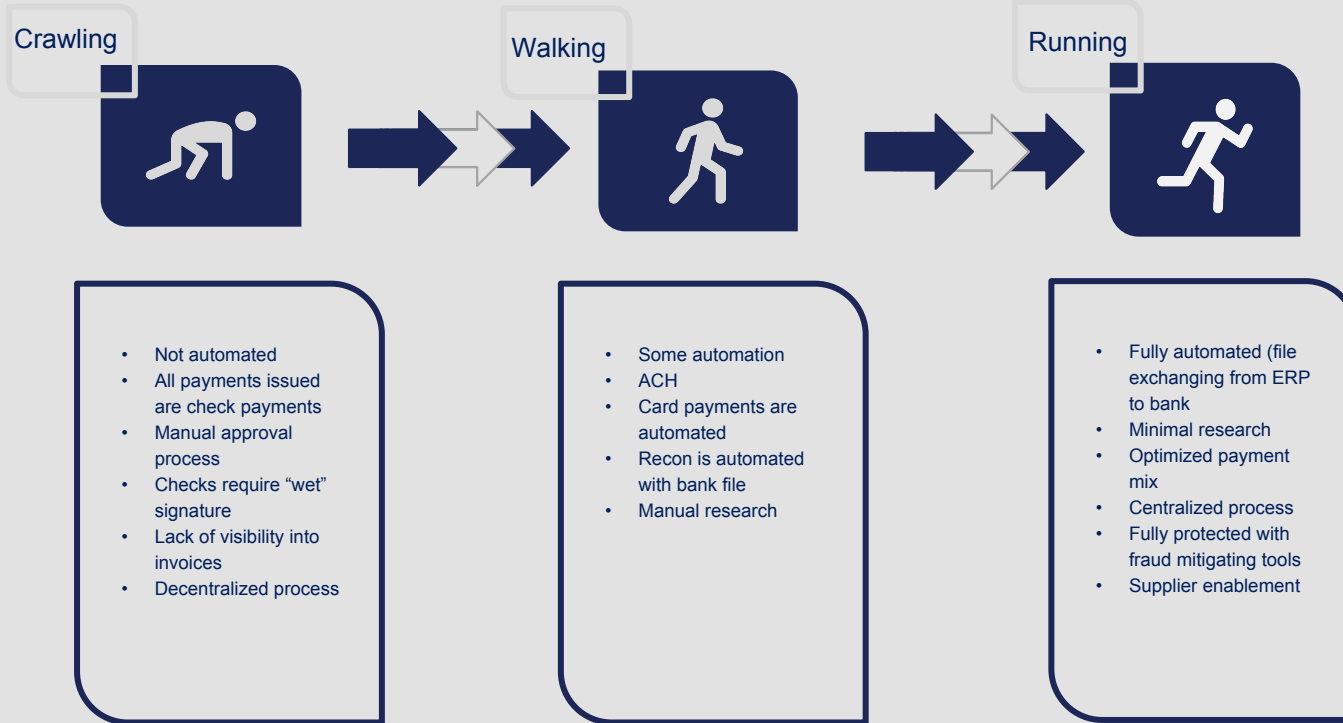 Crawling
Walking
Running
• Not automated
• All payments issued
are check payments
• Manual approval
process
• Checks require “wet”
signature
• Lack of visibility into
invoices
• Decentralized process
• Some automation
• ACH
• Card payments are
automated
• Recon is automated
with bank file
• Manual research
• Fully automated (file
exchanging from ERP
to bank
• Minimal research
• Optimized payment
mix
• Centralized process
• Fully protected with
fraud mitigating tools
• Supplier enablement